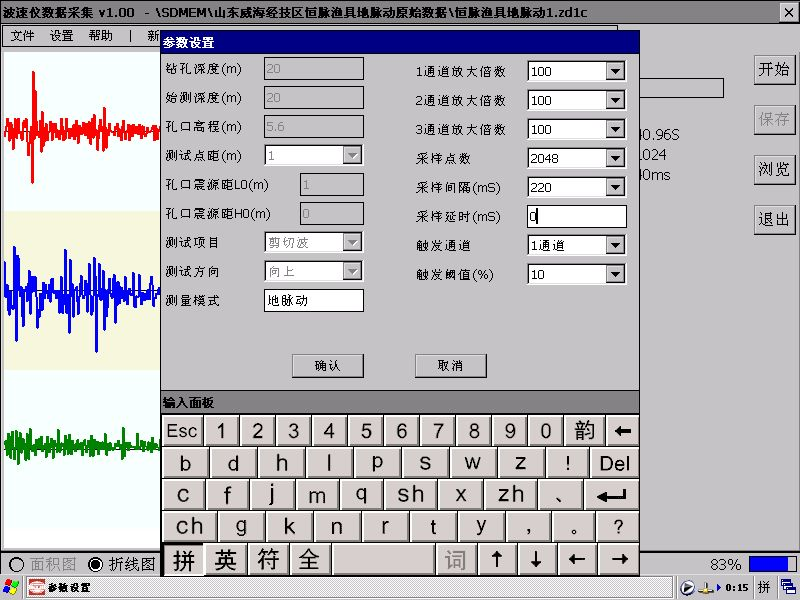 波速仪数据采集 v1.00 - \SDMEM\山东威海经技区恒脉渔具地脉动原始数据\恒脉渔具地脉动1.zd1c
文件 设置 帮助 | 新
参数设置
钻孔深度(m) 20
始测深度(m) 20
孔口高程(m) 5.6
测试点距(m) 1
孔口震源距L0(m) 1
孔口震源距H0(m) 0
测试项目 剪切波
测试方向 向上
测量模式 地脉动
1通道放大倍数 100
2通道放大倍数 100
3通道放大倍数 100
采样点数 2048
采样间隔(mS) 220
采样延时(mS) 0
触发通道 1通道
触发阈值(%) 10
确认 取消
40.96S
1024
40ms
开始
保存
浏览
退出
输入面板
Esc 1 2 3 4 5 6 7 8 9 0 韵 ←
b d h l p s w z ! Del
c f j m q sh x zh 、
ch g k n r t y , 。 ?
拼 英 符 全 词 ↑ ↓ ← →
面积图 折线图 83%
参数设置 0:15 拼